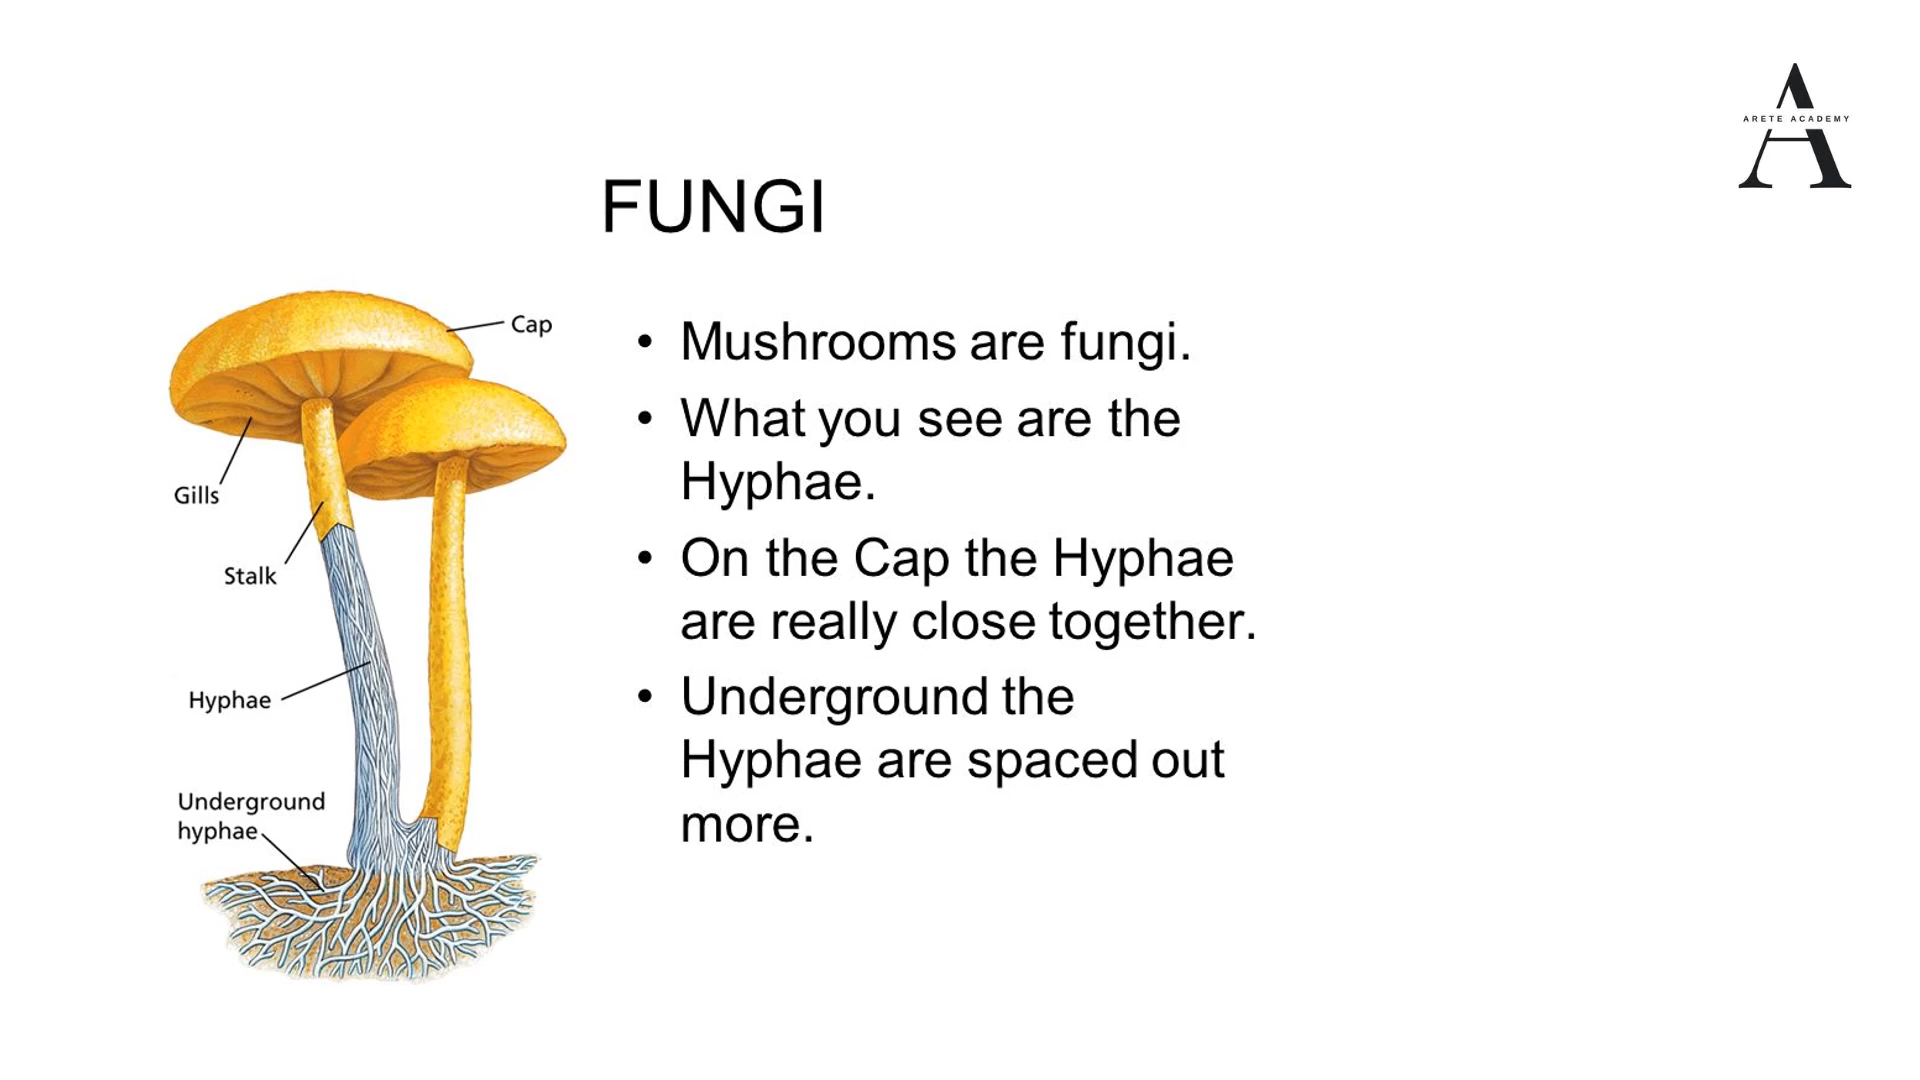 ARETE ACADEMY
FUNGI
Cap
Gills
Stalk
Hyphae
Underground
hyphae
• Mushrooms are fungi.
• What you see are the
Hyphae.
• On the Cap the Hyphae
are really close together.
• Underground the
Hyphae are spaced out
more.